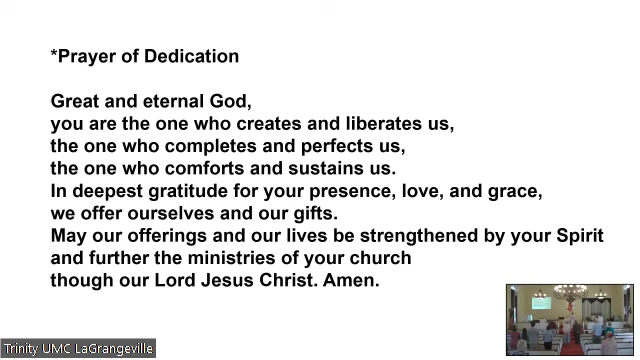 *Prayer of Dedication
Great and eternal God,
you are the one who creates and liberates us,
the one who completes and perfects us,
the one who comforts and sustains us.
In deepest gratitude for your presence, love, and grace,
we offer ourselves and our gifts.
May our offerings and our lives be strengthened by your Spirit
and further the ministries of your church
though our Lord Jesus Christ. Amen.
Trinity UMC LaGrangeville